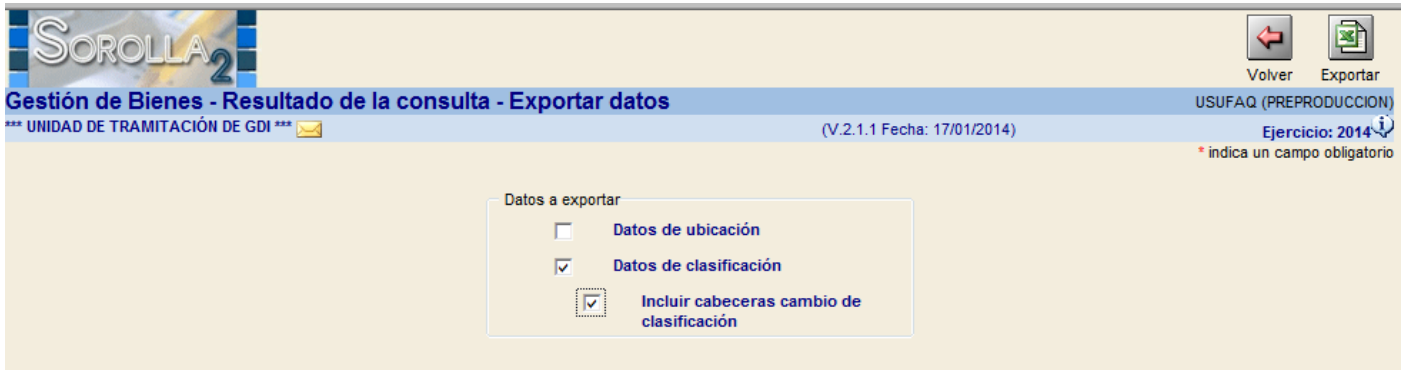 SOROLLA2
Volver Exportar
Gestión de Bienes - Resultado de la consulta - Exportar datos
USUFAQ (PREPRODUCCION)
*** UNIDAD DE TRAMITACIÓN DE GDI ***
(V.2.1.1 Fecha: 17/01/2014)
Ejercicio: 2014
* indica un campo obligatorio
Datos a exportar
Datos de ubicación
Datos de clasificación
Incluir cabeceras cambio de
clasificación